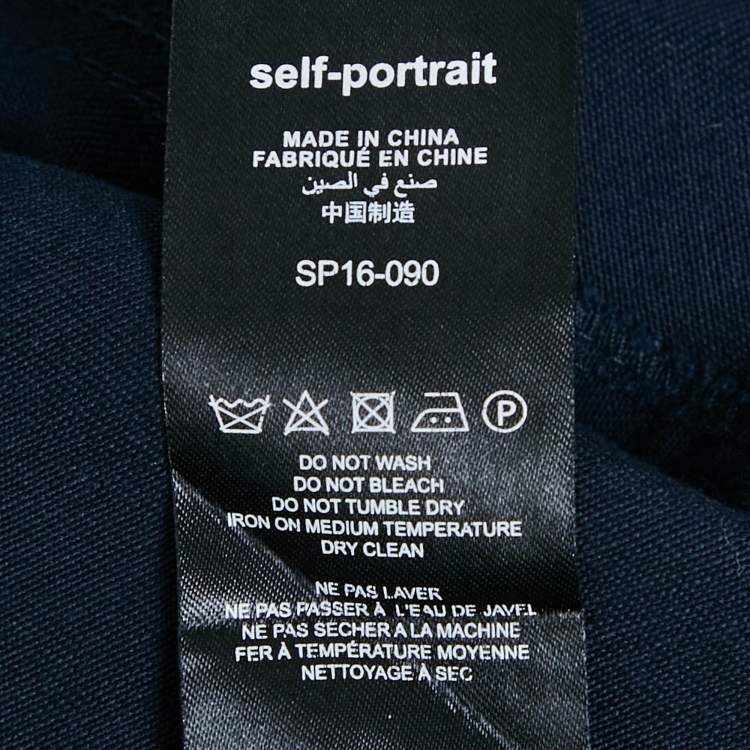 self-portrait
MADE IN CHINA
FABRIQUÉ EN CHINE
صنع في الصين
中国制造
SP16-090
P
DO NOT WASH
DO NOT BLEACH
DO NOT TUMBLE DRY
IRON ON MEDIUM TEMPERATURE
DRY CLEAN
NE PAS LAVER
NE PAS PASSER À L'EAU DE JAVEL
NE PAS SECHER A LA MACHINE
FER À TEMPÉRATURE MOYENNE
NETTOYAGE À SEC